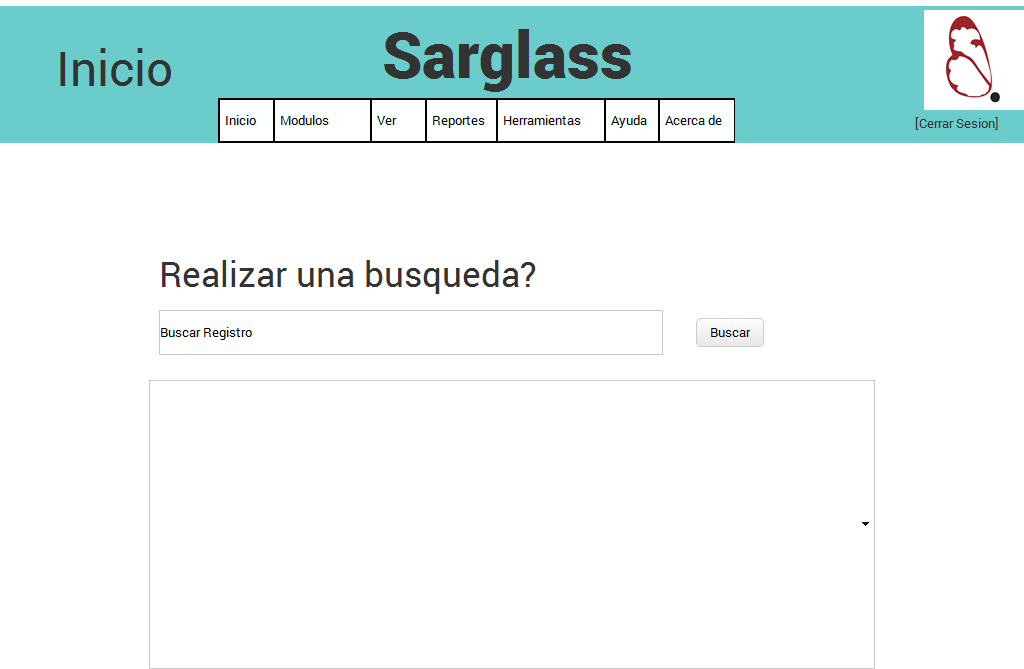 Inicio
Sarglass
Inicio Modulos Ver Reportes Herramientas Ayuda Acerca de
[Cerrar Sesion]
Realizar una busqueda?
Buscar Registro
Buscar